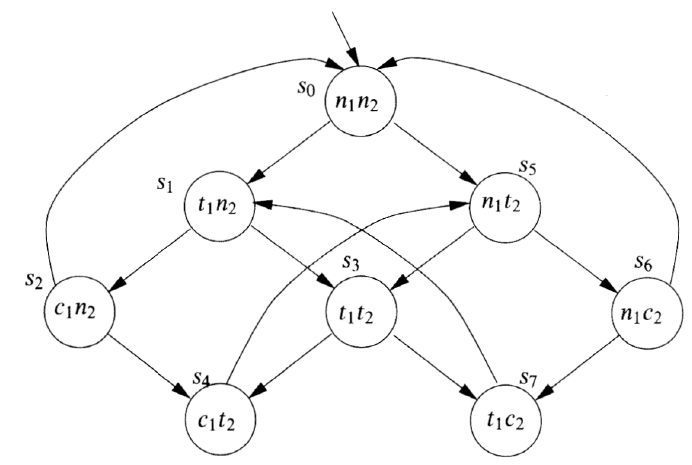 s0
n1n2
s1
t1n2
s5
n1t2
s2
c1n2
s3
t1t2
s6
n1c2
s4
c1t2
s7
t1c2